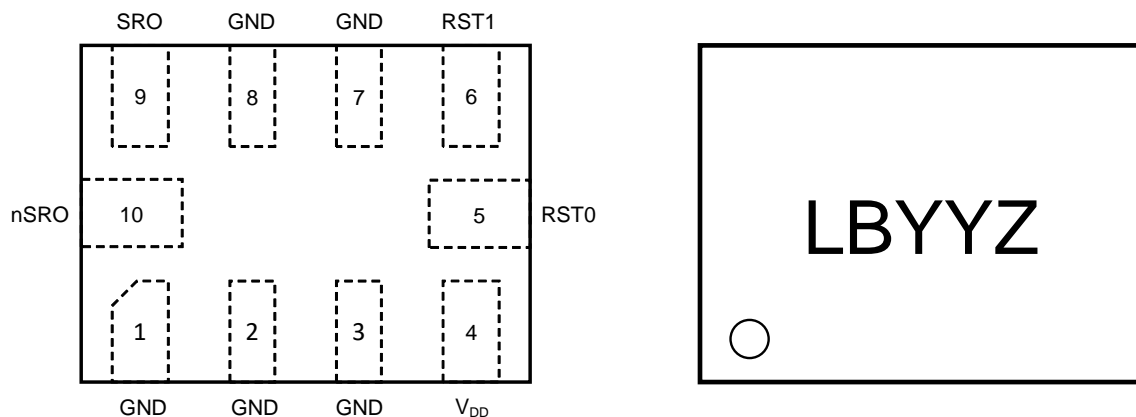 SRO GND GND RST1
9 8 7 6
nSRO 10 5 RST0
LBYYZ
1 2 3 4
GND GND GND VDD